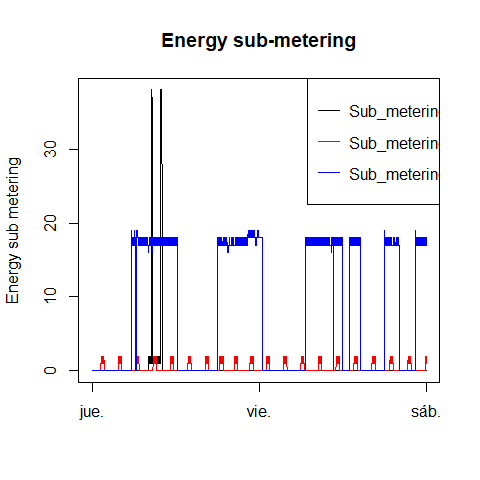 Energy sub-metering
Sub_meterin
Sub_meterin
Sub_meterin
Energy sub metering
30
20
10
0
jue.
vie.
sáb.